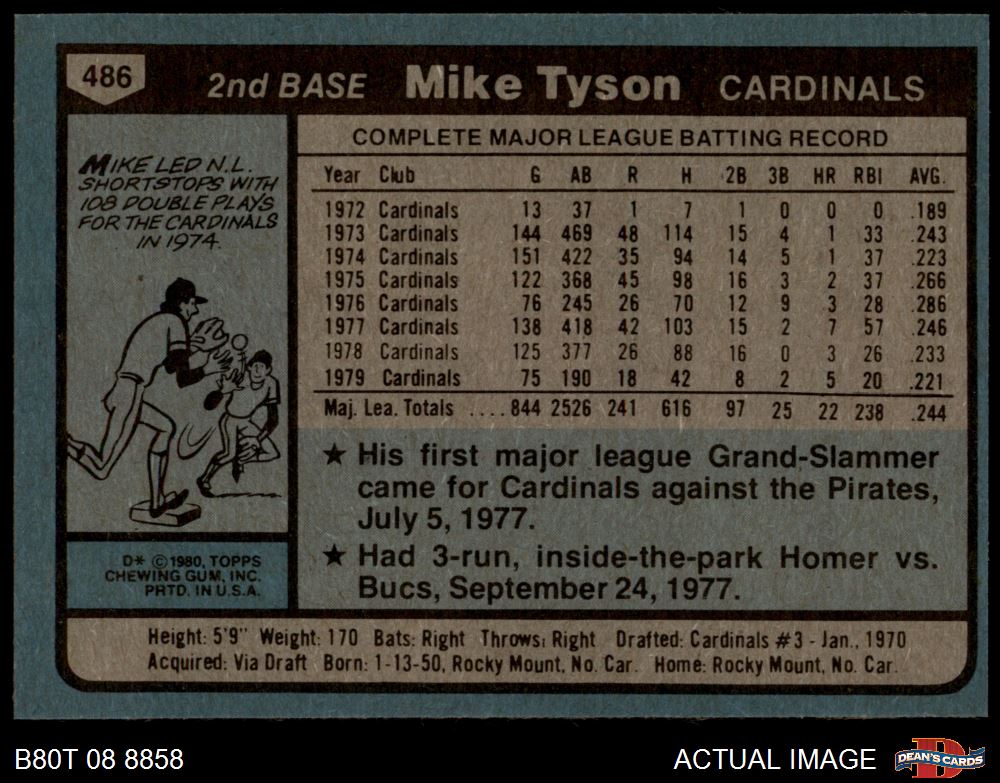 486 2nd BASE Mike Tyson CARDINALS
MIKE LED N.L.
SHORTSTOPS WITH
108 DOUBLE PLAYS
FOR THE CARDINALS
IN 1974.
COMPLETE MAJOR LEAGUE BATTING RECORD
Year Club G AB R H 2B 3B HR RBI AVG.
1972 Cardinals 13 37 1 7 1 0 0 0 .189
1973 Cardinals 144 469 48 114 15 4 1 33 .243
1974 Cardinals 151 422 35 94 14 5 1 37 .223
1975 Cardinals 122 368 45 98 16 3 2 37 .266
1976 Cardinals 76 245 26 70 12 9 3 28 .286
1977 Cardinals 138 418 42 103 15 2 7 57 .246
1978 Cardinals 125 377 26 88 16 0 3 26 .233
1979 Cardinals 75 190 18 42 8 2 5 20 .221
Maj. Lea. Totals ....844 2526 241 616 97 25 22 238 .244
★ His first major league Grand-Slammer
came for Cardinals against the Pirates,
July 5, 1977.
★ Had 3-run, inside-the-park Homer vs.
Bucs, September 24, 1977.
D* ©1980, TOPPS
CHEWING GUM, INC.
PRTD. IN U.S.A.
Height: 5'9" Weight: 170 Bats: Right Throws: Right Drafted: Cardinals #3 - Jan., 1970
Acquired: Via Draft Born: 1-13-50, Rocky Mount, No. Car. Home: Rocky Mount, No. Car.
B80T 08 8858 ACTUAL IMAGE D DEAN'S CARDS